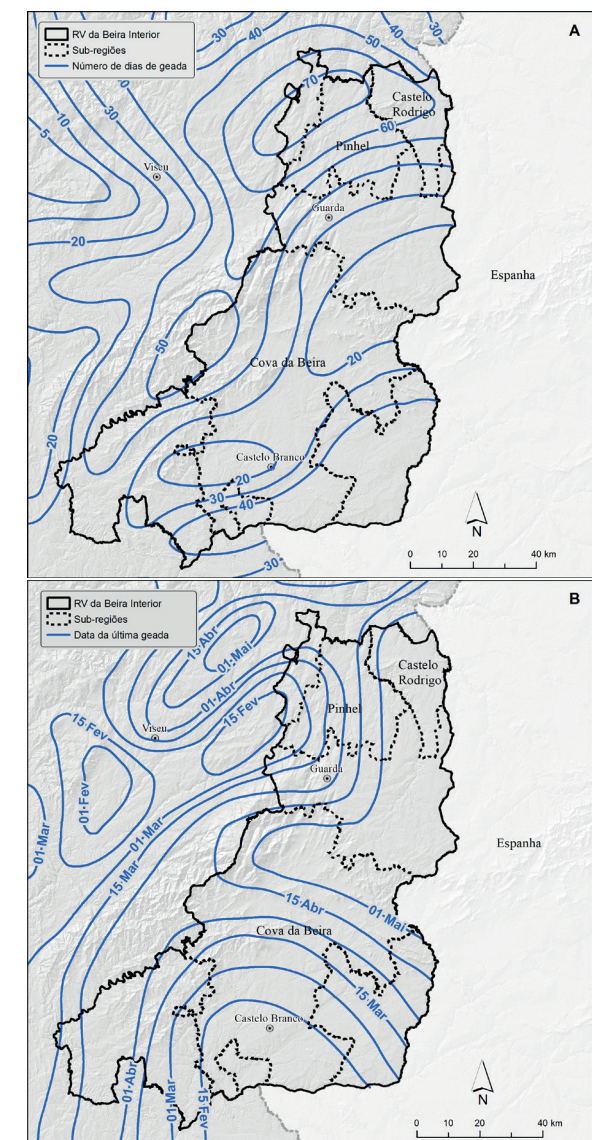 A
RV da Beira Interior
Sub-regiões
Número de dias de geada
30
40
30
40
50
20
30
10
5
70
Castelo
Rodrigo
60
Pinhel
Viseu
Guarda
20
Espanha
50
Cova da Beira
20
20
Castelo Branco
20
30
40
30
N
0 10 20 40 km
B
RV da Beira Interior
Sub-regiões
Data da última geada
15 Abr
01 Mai
01 Abr
15 Fev
Castelo
Rodrigo
Pinhel
Viseu
15 Fev
01 Fev
Guarda
01 Mar
01 Mar
15 Mar
Espanha
15 Abr
01 Mai
Cova da Beira
15 Mar
Castelo Branco
01 Abr
01 Mar
15 Fev
N
0 10 20 40 km